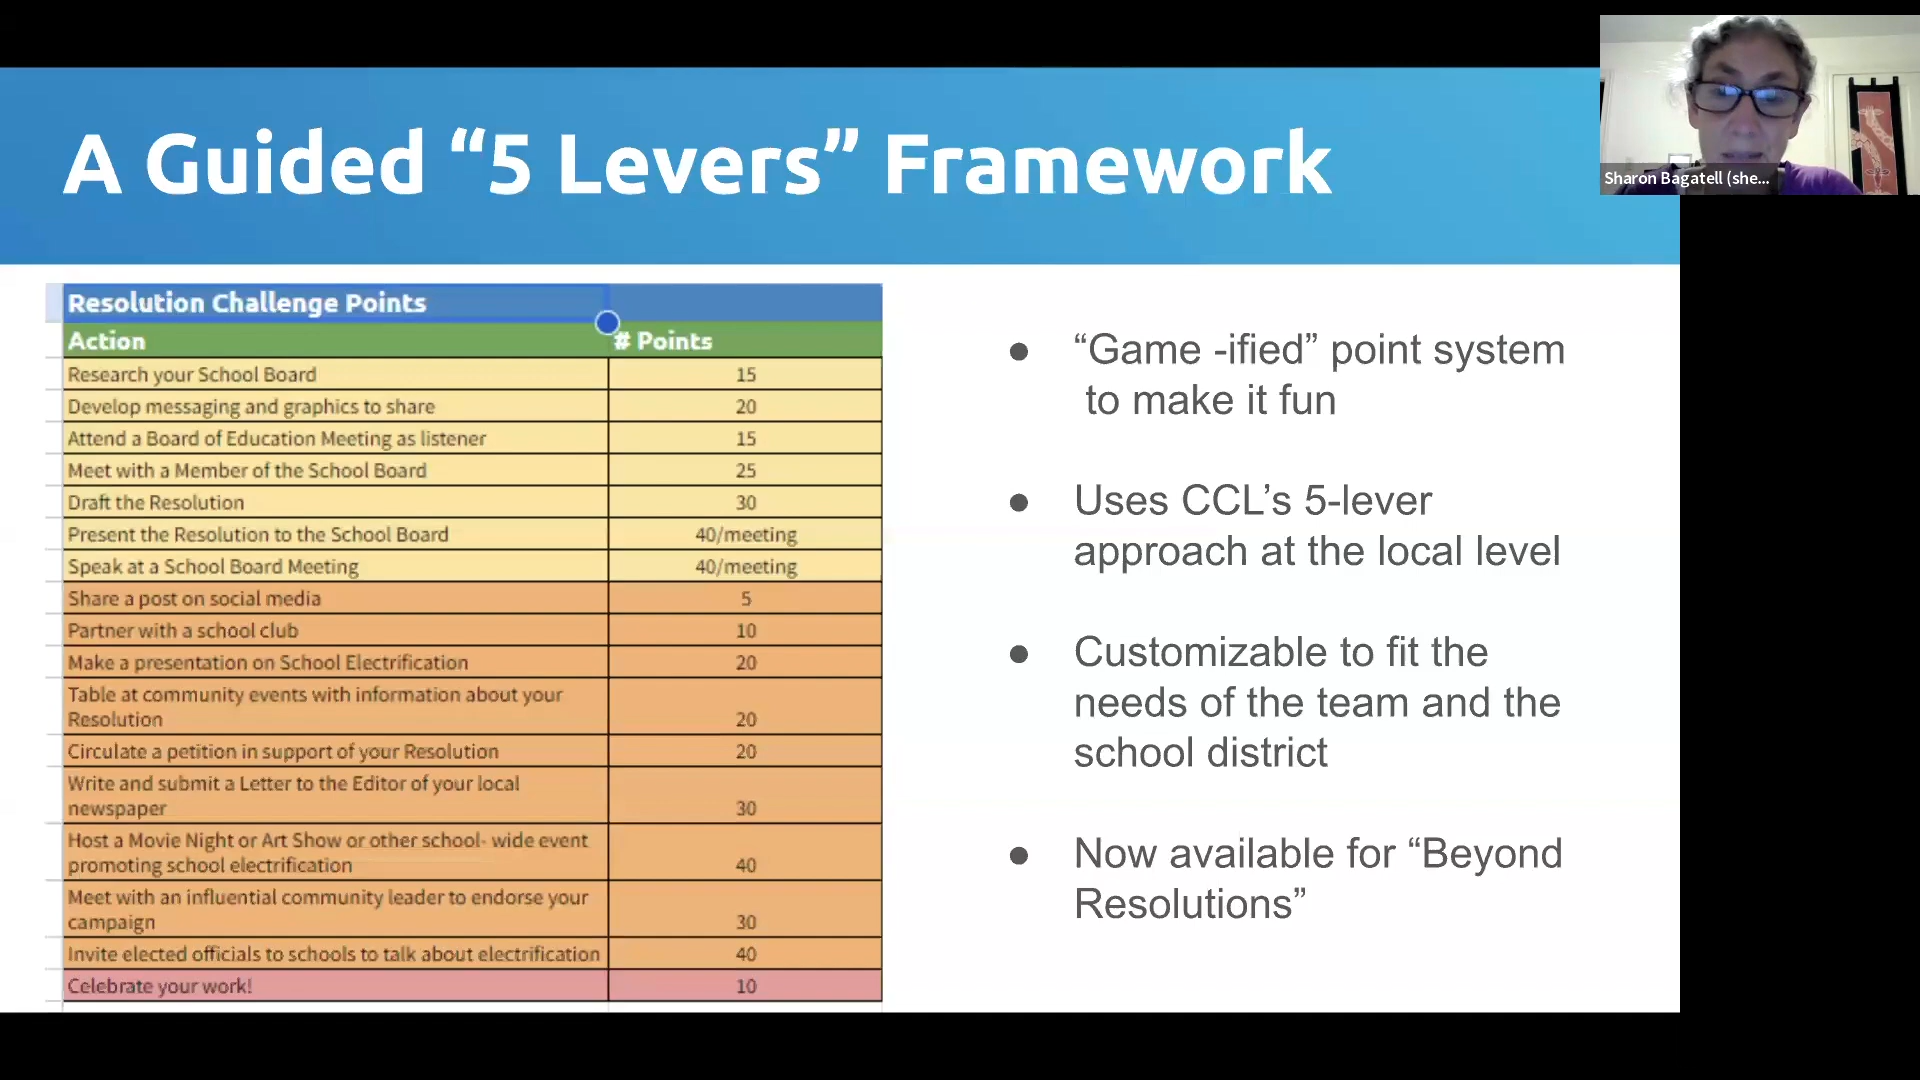 A Guided “5 Levers” Framework
Sharon Bagatell (she...
Resolution Challenge Points
Action # Points
Research your School Board 15
Develop messaging and graphics to share 20
Attend a Board of Education Meeting as listener 15
Meet with a Member of the School Board 25
Draft the Resolution 30
Present the Resolution to the School Board 40/meeting
Speak at a School Board Meeting 40/meeting
Share a post on social media 5
Partner with a school club 10
Make a presentation on School Electrification 20
Table at community events with information about your
Resolution 20
Circulate a petition in support of your Resolution 20
Write and submit a Letter to the Editor of your local
newspaper 30
Host a Movie Night or Art Show or other school- wide event
promoting school electrification 40
Meet with an influential community leader to endorse your
campaign 30
Invite elected officials to schools to talk about electrification 40
Celebrate your work! 10
● “Game -ified” point system
to make it fun
● Uses CCL’s 5-lever
approach at the local level
● Customizable to fit the
needs of the team and the
school district
● Now available for “Beyond
Resolutions”